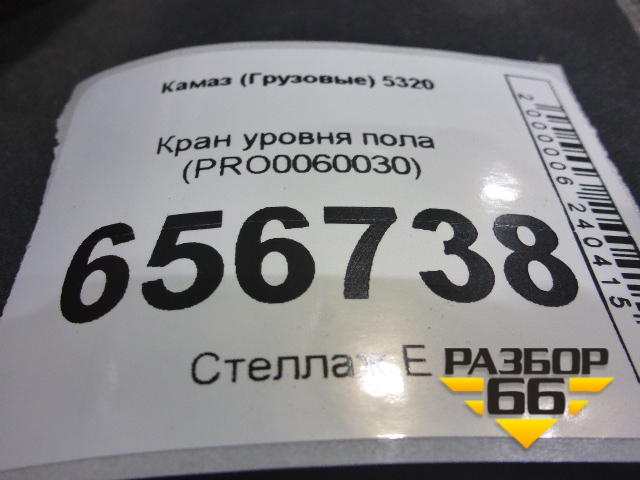 Камаз (Грузовые) 5320
Кран уровня пола
(PRO0060030)
656738
Стеллаж Е
2000006240415
РАЗБОР
66